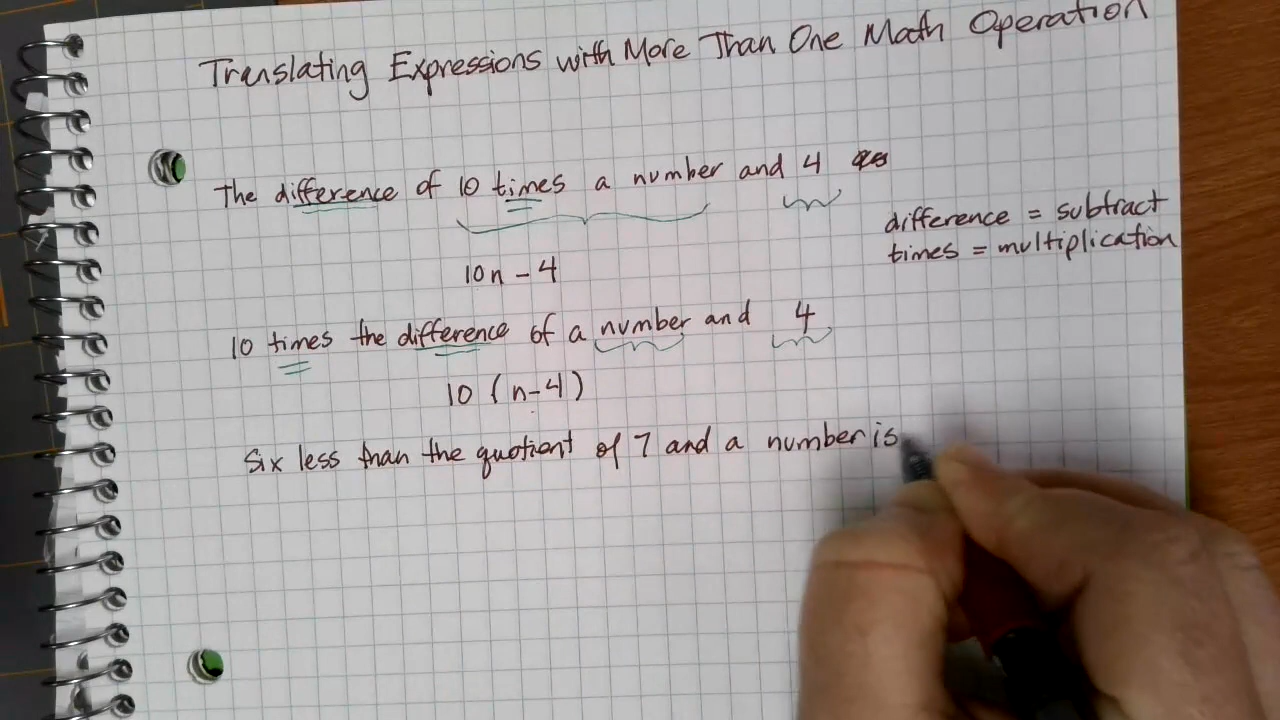 Translating Expressions with More Than One Math Operation
The difference of 10 times a number and 4
difference = subtract
times = multiplication
10n - 4
10 times the difference of a number and 4
10 (n-4)
Six less than the quotient of 7 and a number is